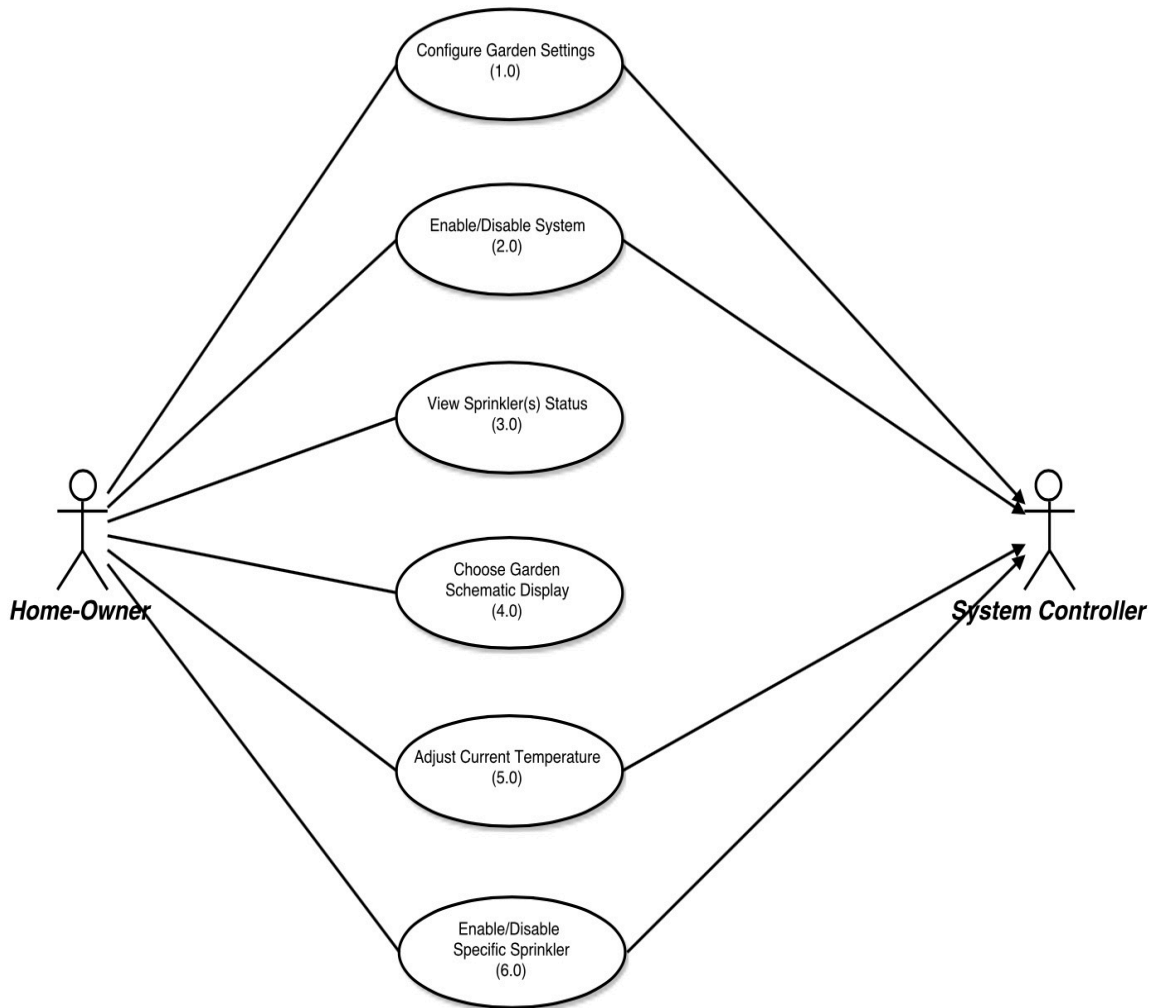 Configure Garden Settings
(1.0)
Enable/Disable System
(2.0)
View Sprinkler(s) Status
(3.0)
Choose Garden
Schematic Display
(4.0)
Home-Owner
System Controller
Adjust Current Temperature
(5.0)
Enable/Disable
Specific Sprinkler
(6.0)